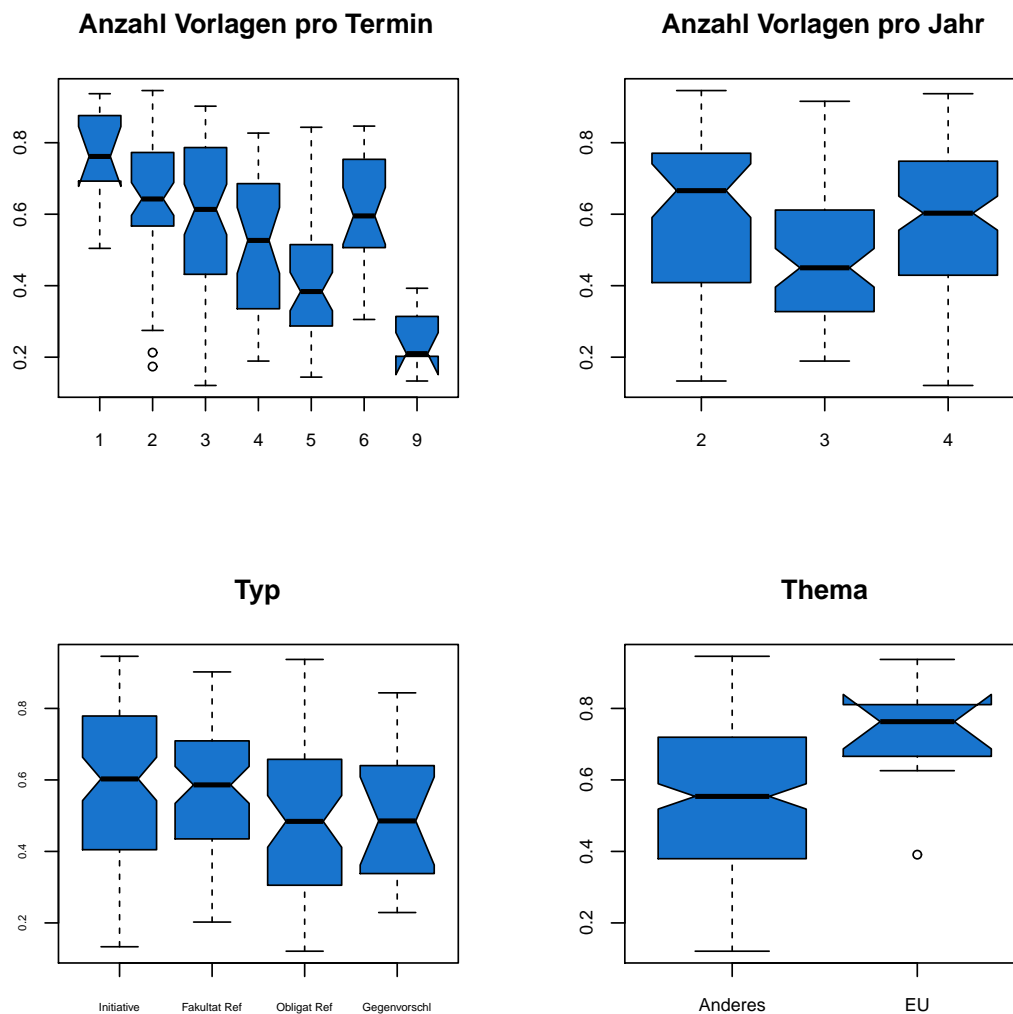 Anzahl Vorlagen pro Termin
0.8
0.6
0.4
0.2
1 2 3 4 5 6 9
Anzahl Vorlagen pro Jahr
0.8
0.6
0.4
0.2
2 3 4
Typ
0.8
0.6
0.4
0.2
Initiative Fakultat Ref Obligat Ref Gegenvorschl
Thema
0.8
0.6
0.4
0.2
Anderes EU